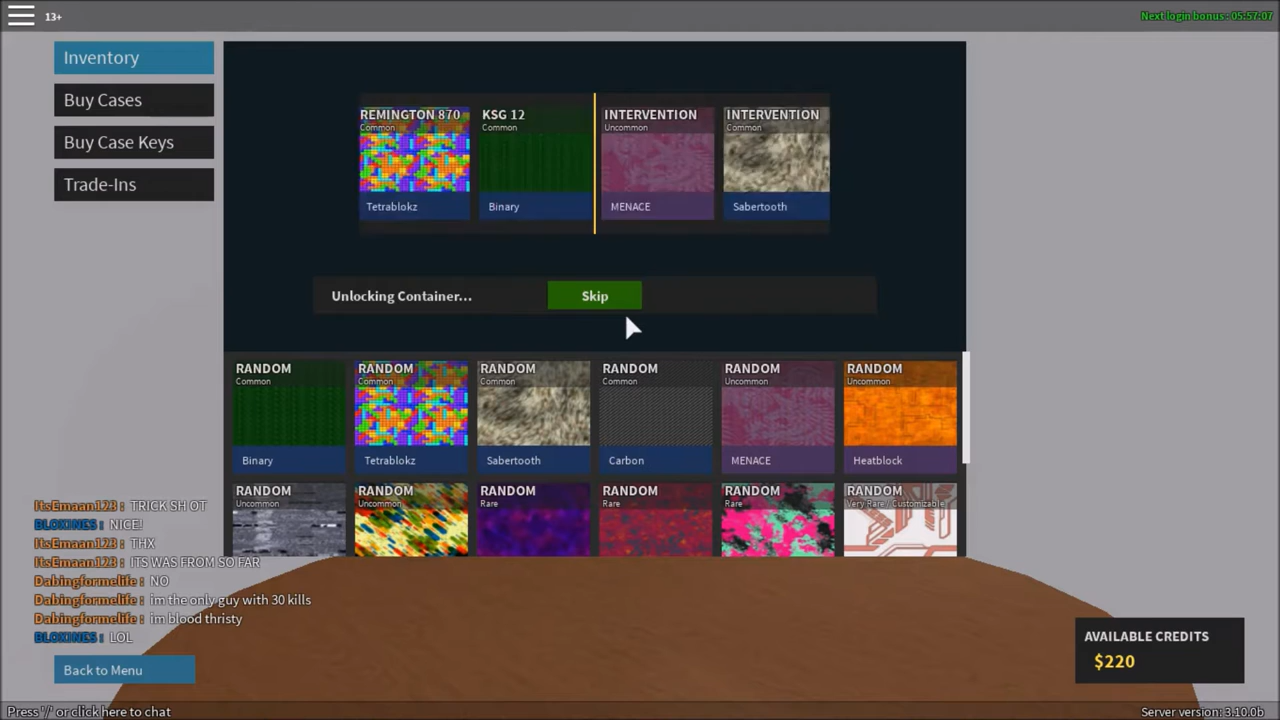 13+
Next login bonus : 05:57:07
Inventory
Buy Cases
Buy Case Keys
Trade-Ins
REMINGTON 870
Common
Tetrablokz
KSG 12
Common
Binary
INTERVENTION
Uncommon
MENACE
INTERVENTION
Common
Sabertooth
Unlocking Container...
Skip
RANDOM
Common
Binary
RANDOM
Common
Tetrablokz
RANDOM
Common
Sabertooth
RANDOM
Common
Carbon
RANDOM
Uncommon
MENACE
RANDOM
Uncommon
Heatblock
RANDOM
Uncommon
RANDOM
Uncommon
RANDOM
Rare
RANDOM
Rare
RANDOM
Rare
RANDOM
Very Rare / Customizable
ItsEmaan123 : TRICK SH OT
BLOXINES : NICE!
ItsEmaan123 : THX
ItsEmaan123 : ITS WAS FROM SO FAR
Dabingformelife : NO
Dabingformelife : im the only guy with 30 kills
Dabingformelife : im blood thristy
BLOXINES : LOL
Back to Menu
AVAILABLE CREDITS
$220
Press '/' or click here to chat
Server version: 3.10.0b